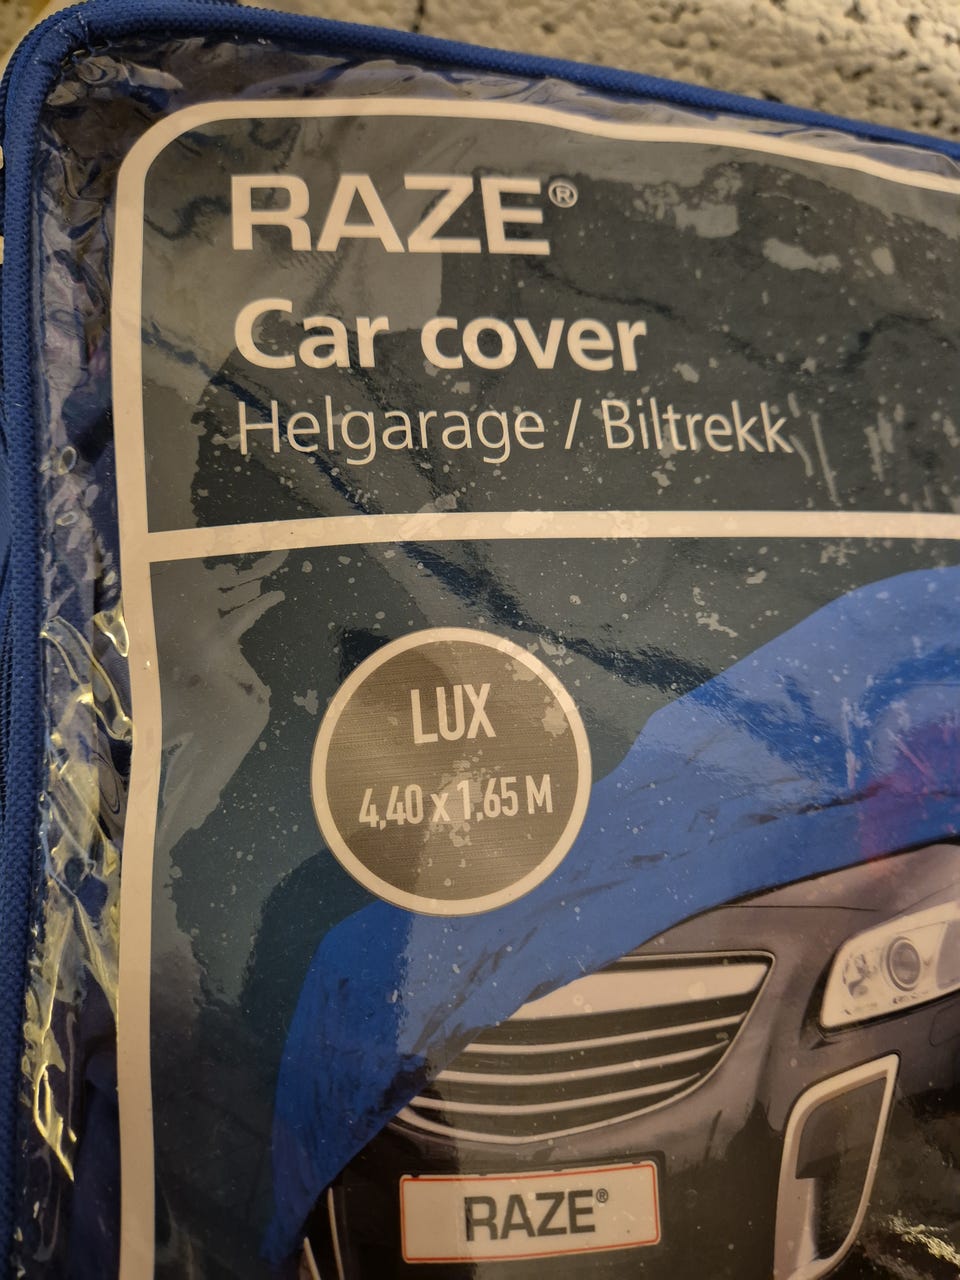 RAZE®
Car cover
Helgarage / Biltrekk
LUX
4,40 x 1,65 M
RAZE®